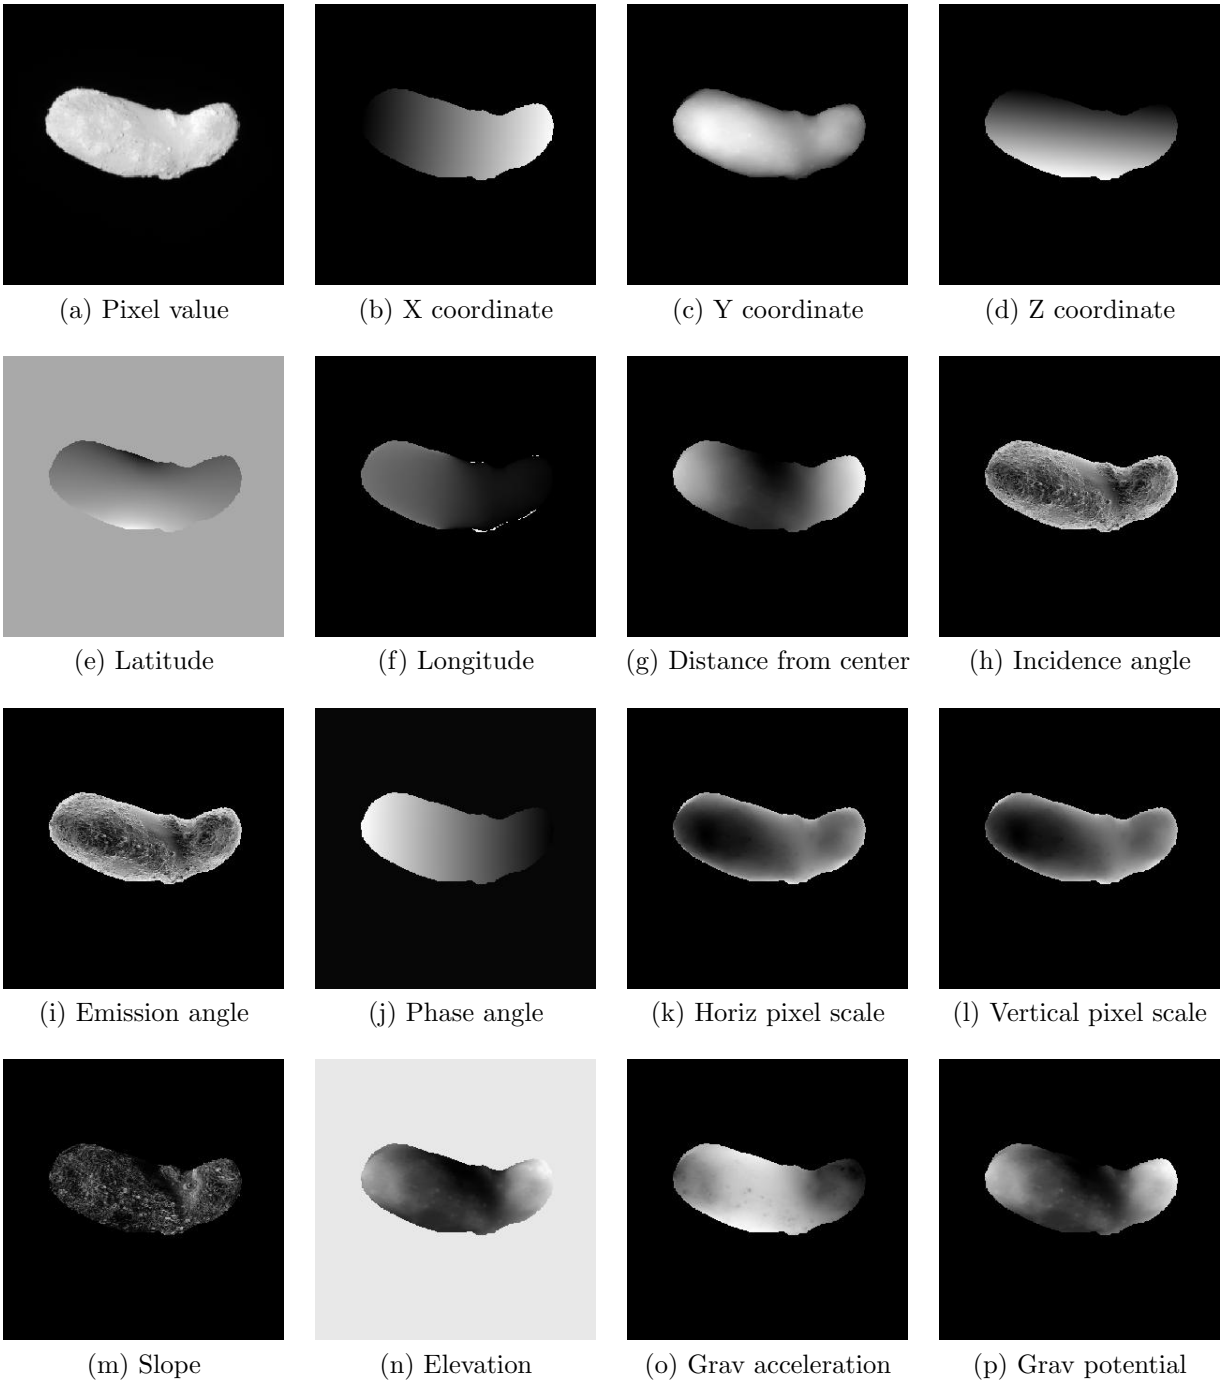 (a) Pixel value
(b) X coordinate
(c) Y coordinate
(d) Z coordinate
(e) Latitude
(f) Longitude
(g) Distance from center
(h) Incidence angle
(i) Emission angle
(j) Phase angle
(k) Horiz pixel scale
(l) Vertical pixel scale
(m) Slope
(n) Elevation
(o) Grav acceleration
(p) Grav potential